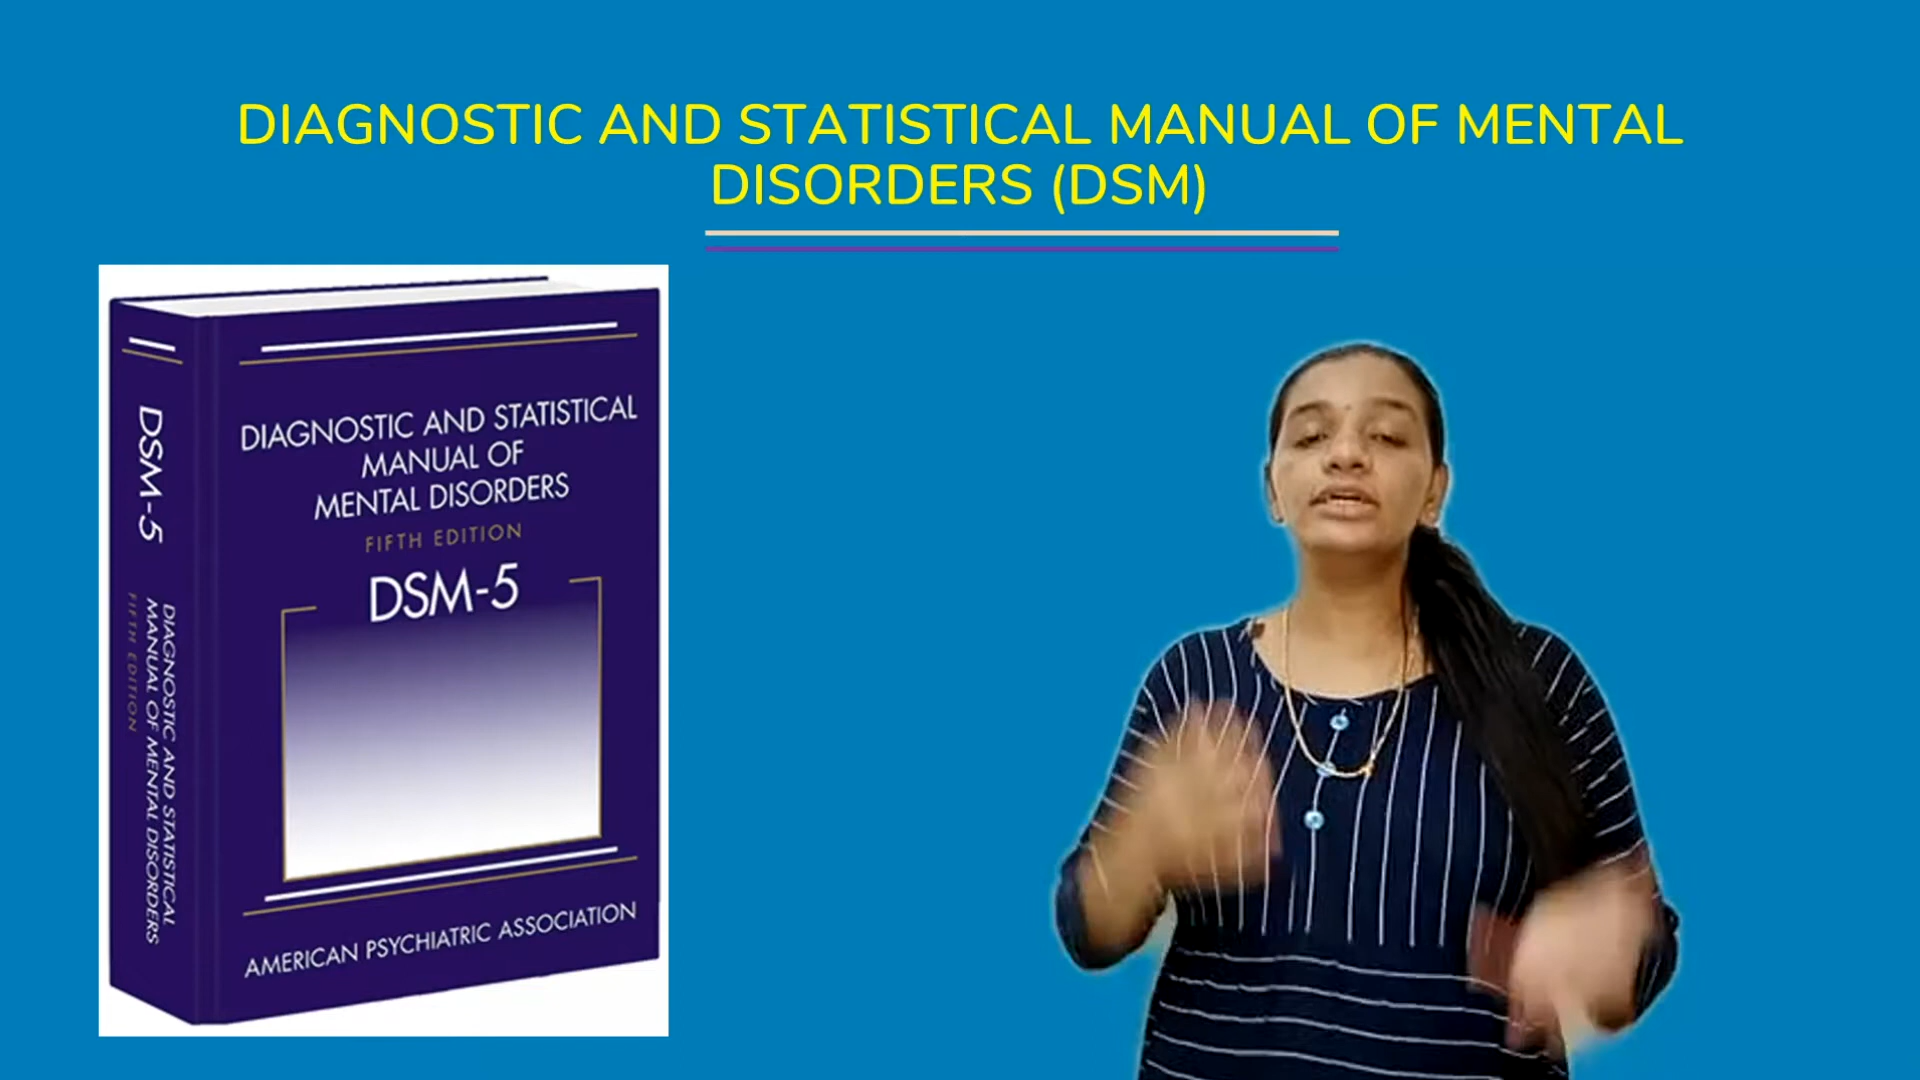 DIAGNOSTIC AND STATISTICAL MANUAL OF MENTAL
DISORDERS (DSM)
DSM-5
DIAGNOSTIC AND STATISTICAL
MANUAL OF MENTAL DISORDERS
FIFTH EDITION
DIAGNOSTIC AND STATISTICAL
MANUAL OF
MENTAL DISORDERS
FIFTH EDITION
DSM-5
AMERICAN PSYCHIATRIC ASSOCIATION